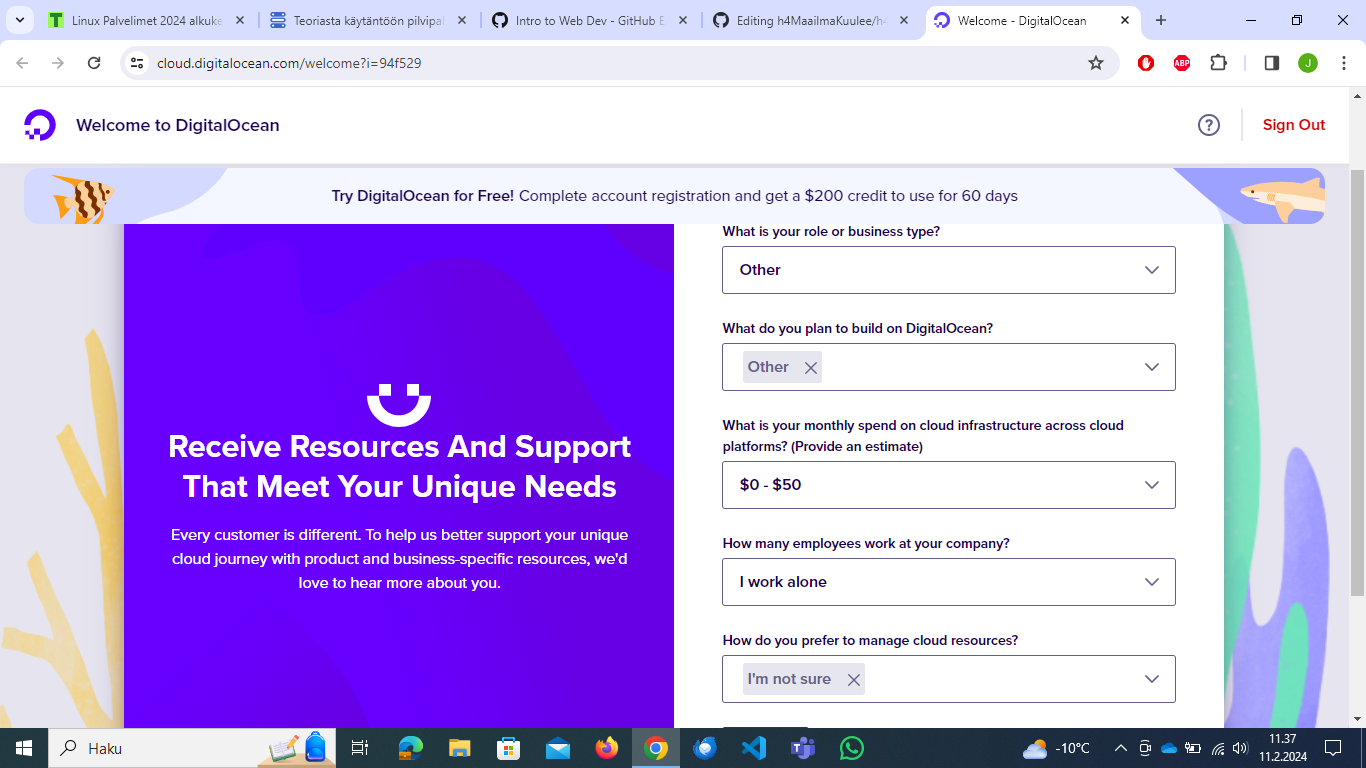 Linux Palvelimet 2024 alkuke
Teoriasta käytäntöön pilvipal
Intro to Web Dev - GitHub E
Editing h4MaailmaKuulee/h4
Welcome - DigitalOcean
cloud.digitalocean.com/welcome?i=94f529
ABP
J
Welcome to DigitalOcean
Sign Out
Try DigitalOcean for Free! Complete account registration and get a $200 credit to use for 60 days
What is your role or business type?
Other
What do you plan to build on DigitalOcean?
Other
What is your monthly spend on cloud infrastructure across cloud
platforms? (Provide an estimate)
$0 - $50
How many employees work at your company?
I work alone
How do you prefer to manage cloud resources?
I'm not sure
Receive Resources And Support
That Meet Your Unique Needs
Every customer is different. To help us better support your unique
cloud journey with product and business-specific resources, we'd
love to hear more about you.
Haku
-10°C
11.37
11.2.2024